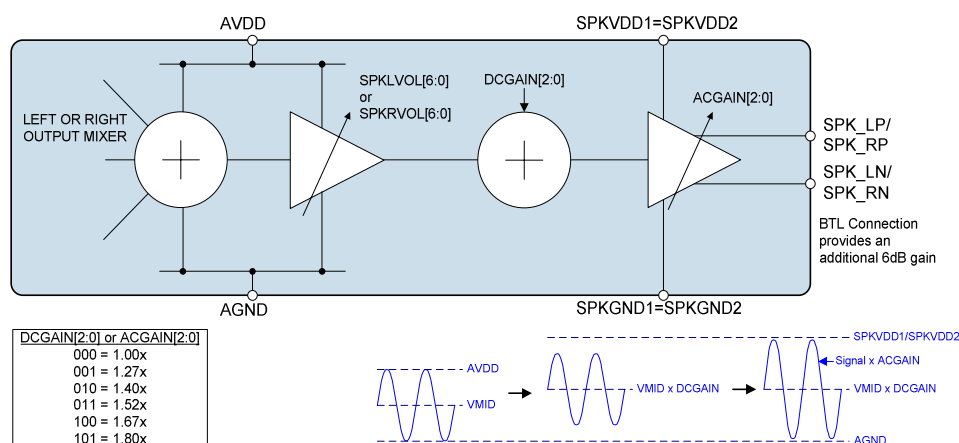 AVDD
SPKVDD1=SPKVDD2
LEFT OR RIGHT
OUTPUT MIXER
SPKLVOL[6:0]
or
SPKRVOL[6:0]
DCGAIN[2:0]
ACGAIN[2:0]
SPK_LP/
SPK_RP
SPK_LN/
SPK_RN
BTL Connection
provides an
additional 6dB gain
AGND
SPKGND1=SPKGND2
DCGAIN[2:0] or ACGAIN[2:0]
000 = 1.00x
001 = 1.27x
010 = 1.40x
011 = 1.52x
100 = 1.67x
101 = 1.80x
AVDD
VMID
VMID x DCGAIN
SPKVDD1/SPKVDD2
Signal x ACGAIN
VMID x DCGAIN
AGND